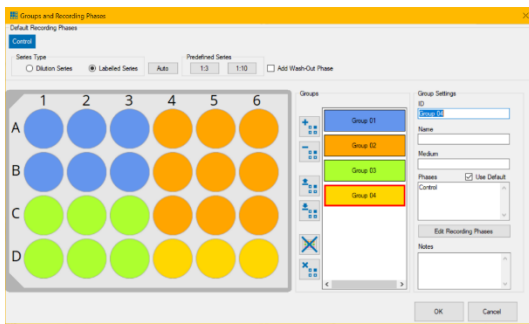 Groups and Recording Phases
Default Recording Phases
Control
Series Type
Dilution Series
Labelled Series
Auto
Predefined Series
1:3
1:10
Add Wash-Out Phase
1 2 3 4 5 6
A
B
C
D
Groups
Group 01
Group 02
Group 03
Group 04
Group Settings
ID
Group 04
Name
Medium
Phases
Use Default
Control
Edit Recording Phases
Notes
OK
Cancel